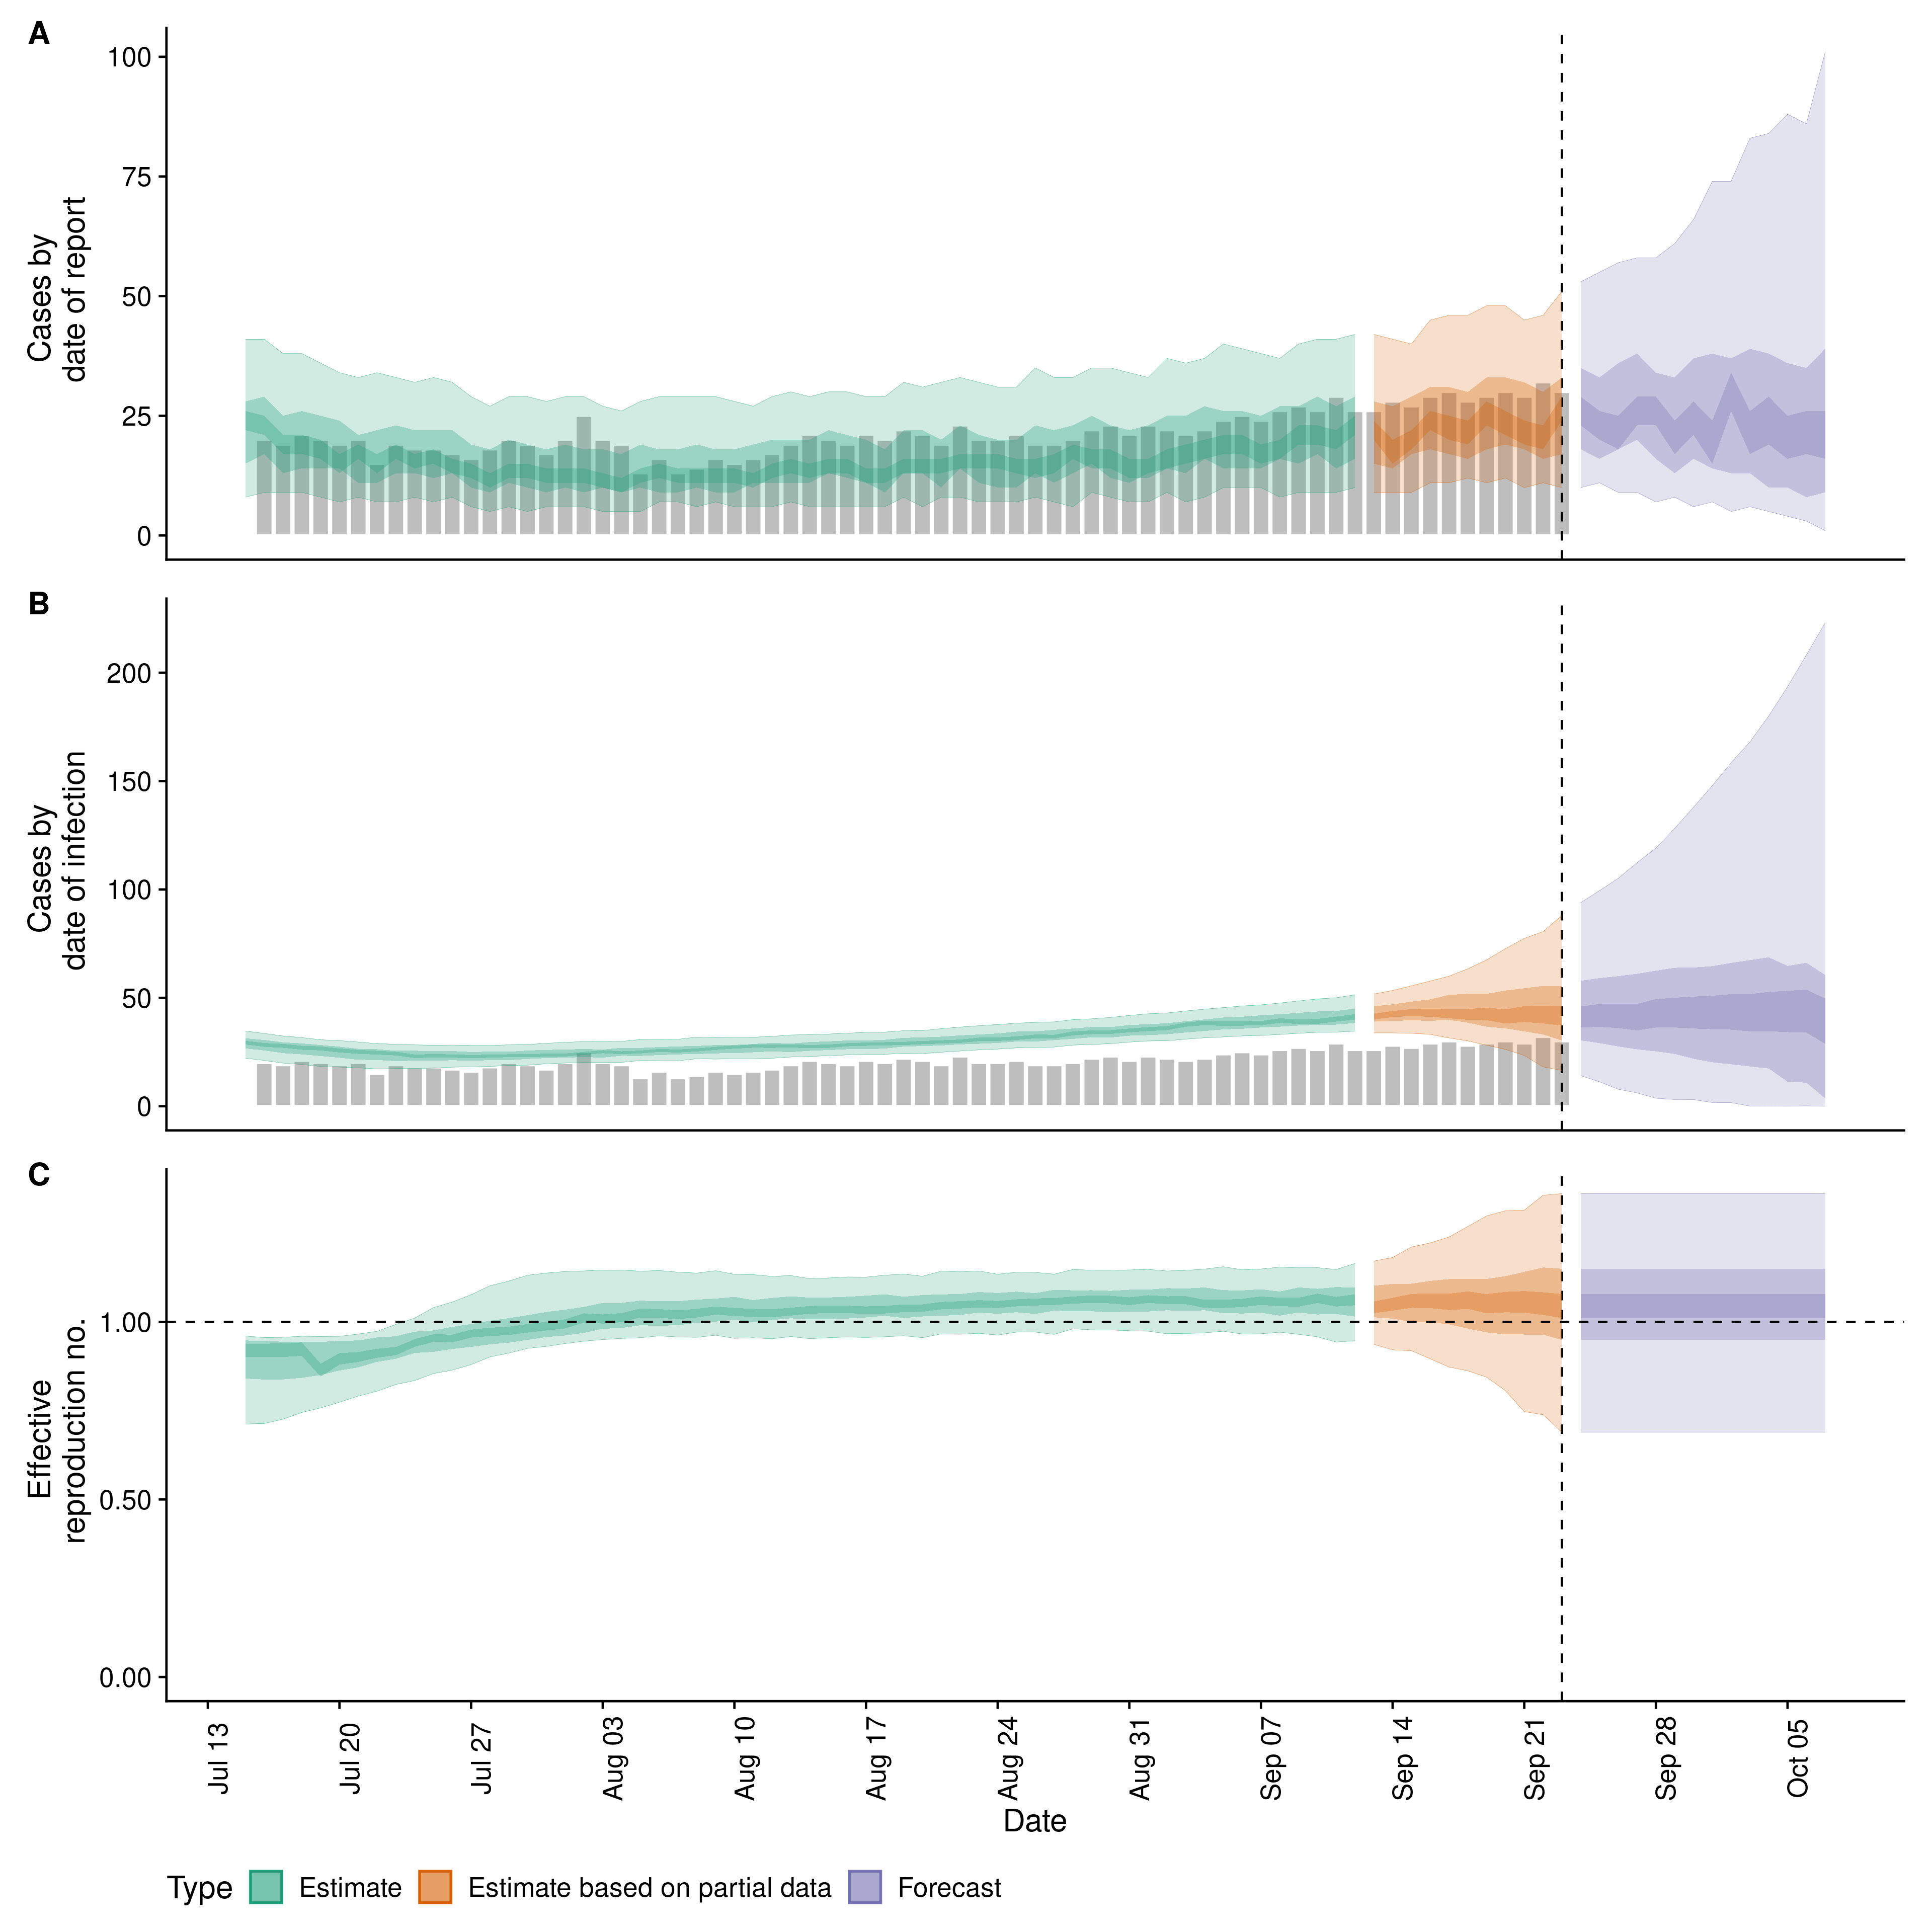 A
100
75
50
25
0
Cases by
date of report
B
200
150
100
50
0
Cases by
date of infection
C
1.00
0.50
0.00
Effective
reproduction no.
Jul 13
Jul 20
Jul 27
Aug 03
Aug 10
Aug 17
Aug 24
Aug 31
Sep 07
Sep 14
Sep 21
Sep 28
Oct 05
Date
Type Estimate Estimate based on partial data Forecast